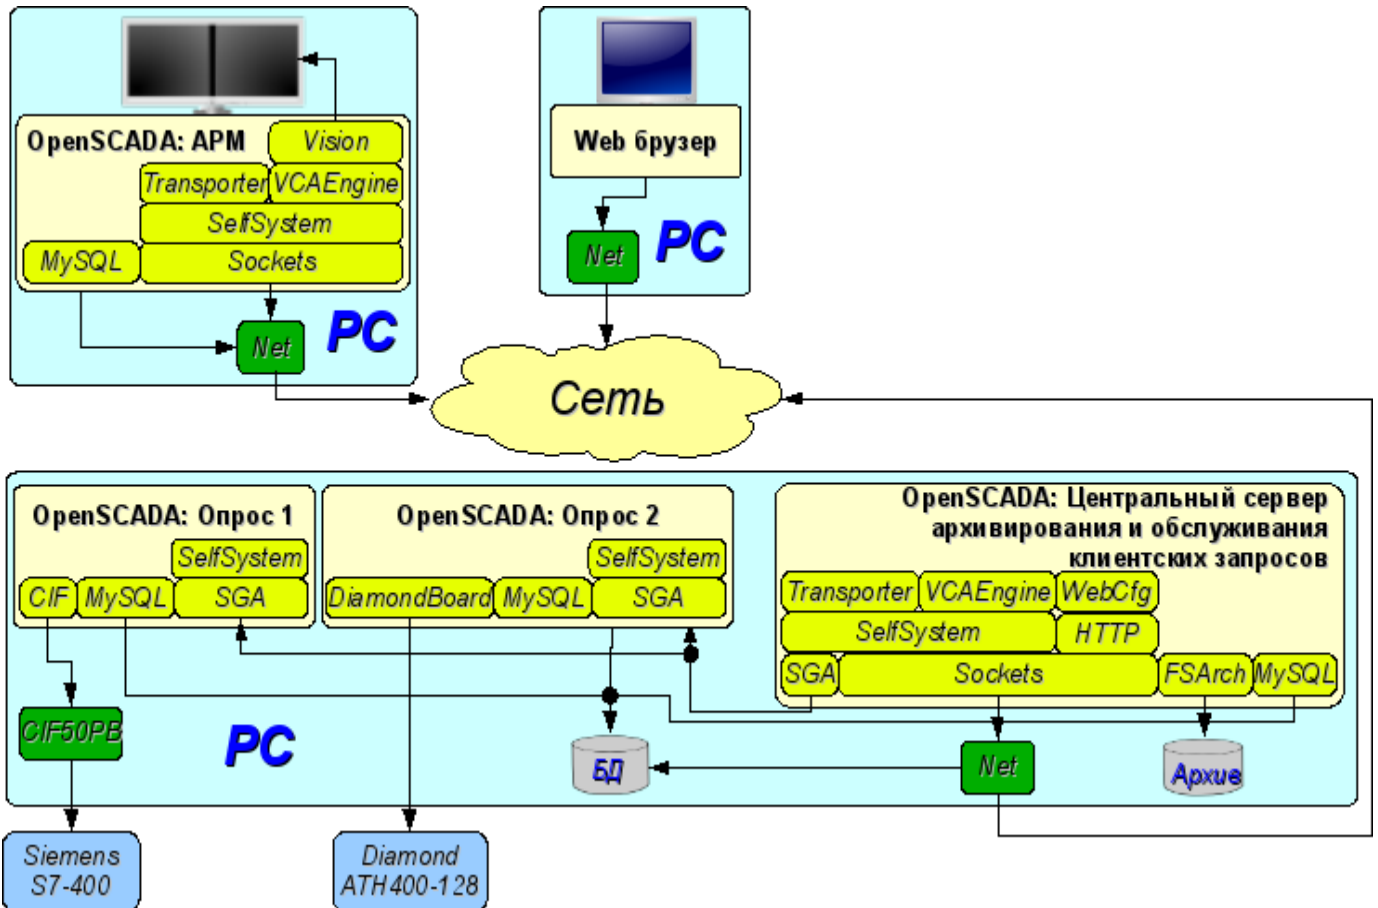 OpenSCADA: АРМ
Vision
Transporter
VCAEngine
SelfSystem
MySQL
Sockets
Net
PC
Web брузер
Net
PC
Сеть
OpenSCADA: Опрос 1
SelfSystem
CIF
MySQL
SGA
OpenSCADA: Опрос 2
SelfSystem
DiamondBoard
MySQL
SGA
OpenSCADA: Центральный сервер
архивирования и обслуживания
клиентских запросов
Transporter
VCAEngine
WebCfg
SelfSystem
HTTP
SGA
Sockets
FSArch
MySQL
CIF50PB
PC
БД
Net
Архив
Siemens
S7-400
Diamond
ATH400-128